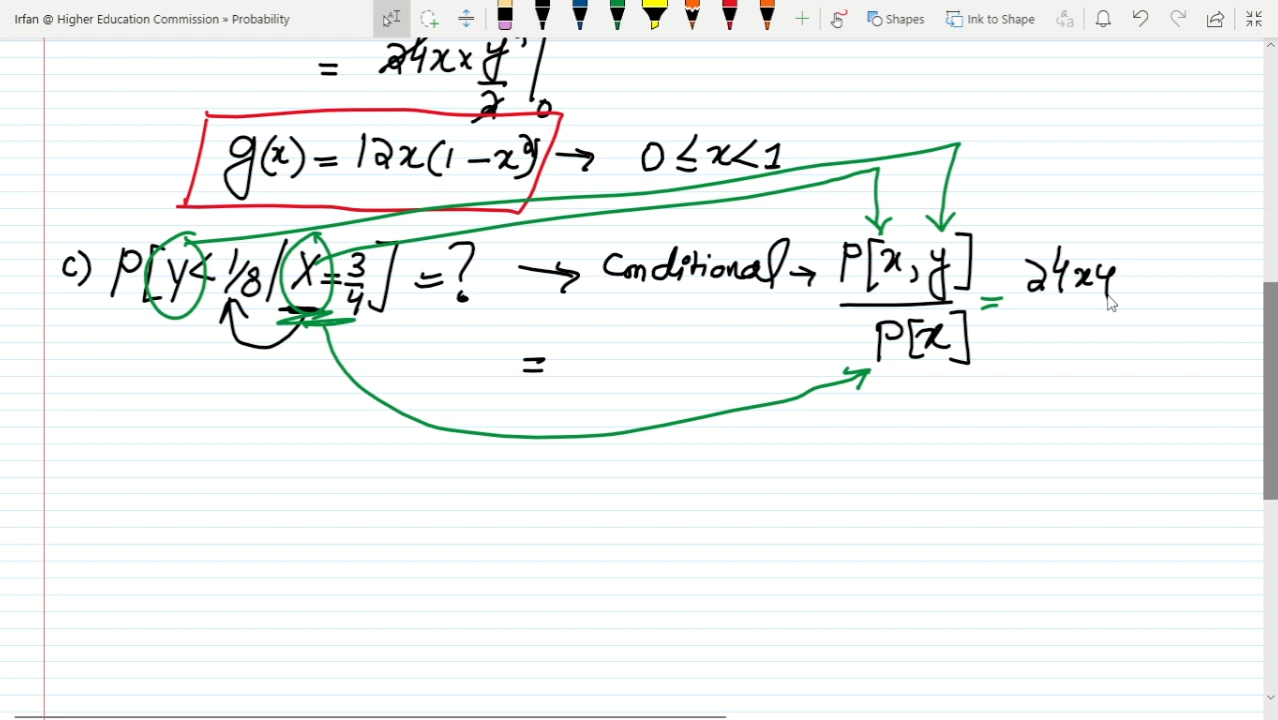 Irfan @ Higher Education Commission » Probability Shapes Ink to Shape
= 24x × y²/2 |₀
g(x) = 12x(1-x²) → 0 ≤ x < 1
c) P[y < 1/8 / X = 3/4] = ? → Conditional → P[x, y] / P[x] = 24xy
=